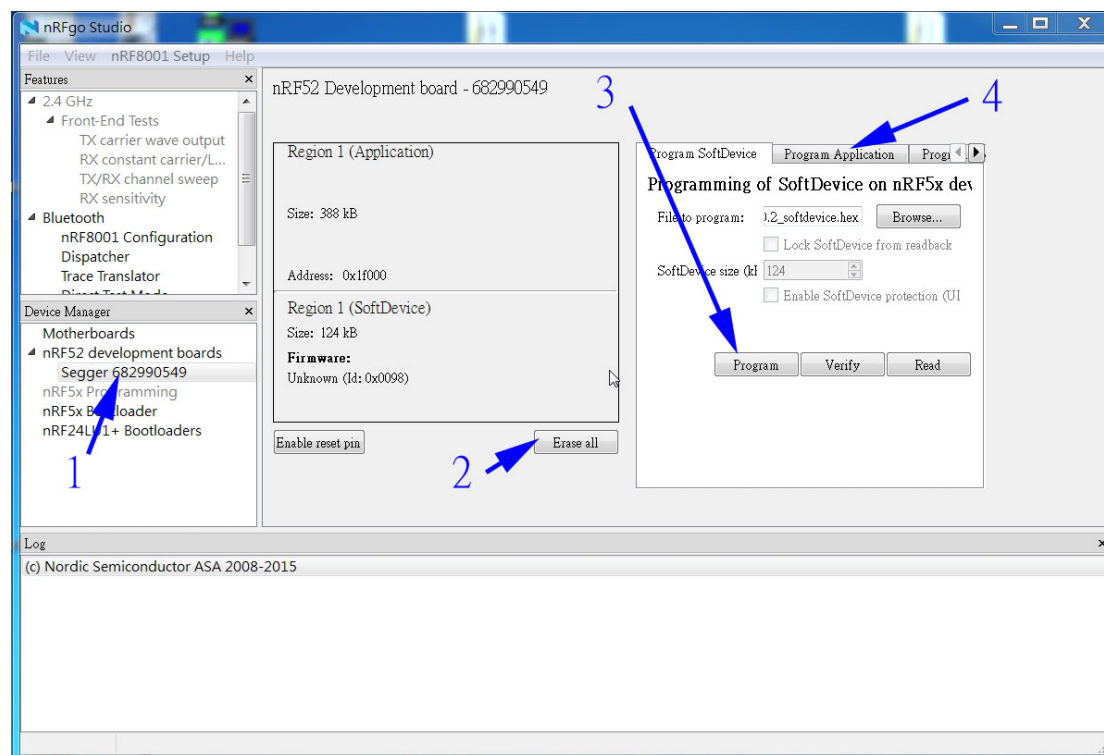 nRFgo Studio
File View nRF8001 Setup Help
Features
2.4 GHz
Front-End Tests
TX carrier wave output
RX constant carrier/L...
TX/RX channel sweep
RX sensitivity
Bluetooth
nRF8001 Configuration
Dispatcher
Trace Translator
Direct Test Mode
Device Manager
Motherboards
nRF52 development boards
Segger 682990549
nRF5x Programming
nRF5x Bootloader
nRF24LU1+ Bootloaders
1
nRF52 Development board - 682990549
Region 1 (Application)
Size: 388 kB
Address: 0x1f000
Region 1 (SoftDevice)
Size: 124 kB
Firmware:
Unknown (Id: 0x0098)
Enable reset pin
2
Erase all
3
4
Program SoftDevice Program Application Progr
Programming of SoftDevice on nRF5x dev
File to program: ).2_softdevice.hex Browse...
Lock SoftDevice from readback
SoftDevice size (kl 124
Enable SoftDevice protection (UI
Program Verify Read
Log
(c) Nordic Semiconductor ASA 2008-2015